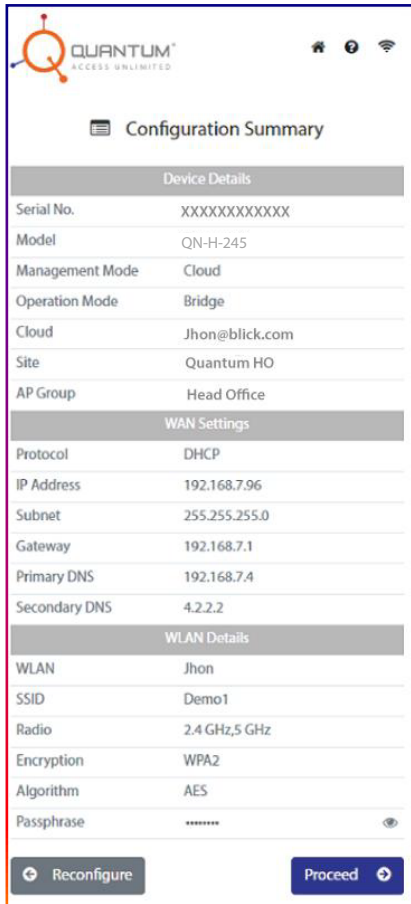 QUANTUM
ACCESS UNLIMITED
Configuration Summary
Device Details
Serial No. XXXXXXXXXXXX
Model QN-H-245
Management Mode Cloud
Operation Mode Bridge
Cloud Jhon@blick.com
Site Quantum HO
AP Group Head Office
WAN Settings
Protocol DHCP
IP Address 192.168.7.96
Subnet 255.255.255.0
Gateway 192.168.7.1
Primary DNS 192.168.7.4
Secondary DNS 4.2.2.2
WLAN Details
WLAN Jhon
SSID Demo1
Radio 2.4 GHz,5 GHz
Encryption WPA2
Algorithm AES
Passphrase ••••••••
Reconfigure Proceed